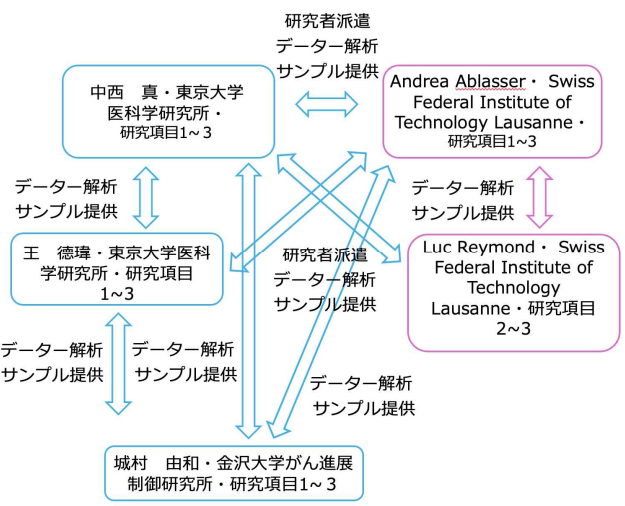 研究者派遣
データー解析
サンプル提供
中西　真・東京大学
医科学研究所・
研究項目1~3
Andrea Ablasser・ Swiss
Federal Institute of
Technology Lausanne・
研究項目1~3
データー解析
サンプル提供
データー解析
サンプル提供
王　徳瑋・東京大学医科
学研究所・研究項目
1~3
研究者派遣
データー解析
サンプル提供
Luc Reymond・ Swiss
Federal Institute of
Technology
Lausanne・研究項目
2~3
データー解析
サンプル提供
データー解析
サンプル提供
データー解析
サンプル提供
城村　由和・金沢大学がん進展
制御研究所・研究項目1~３